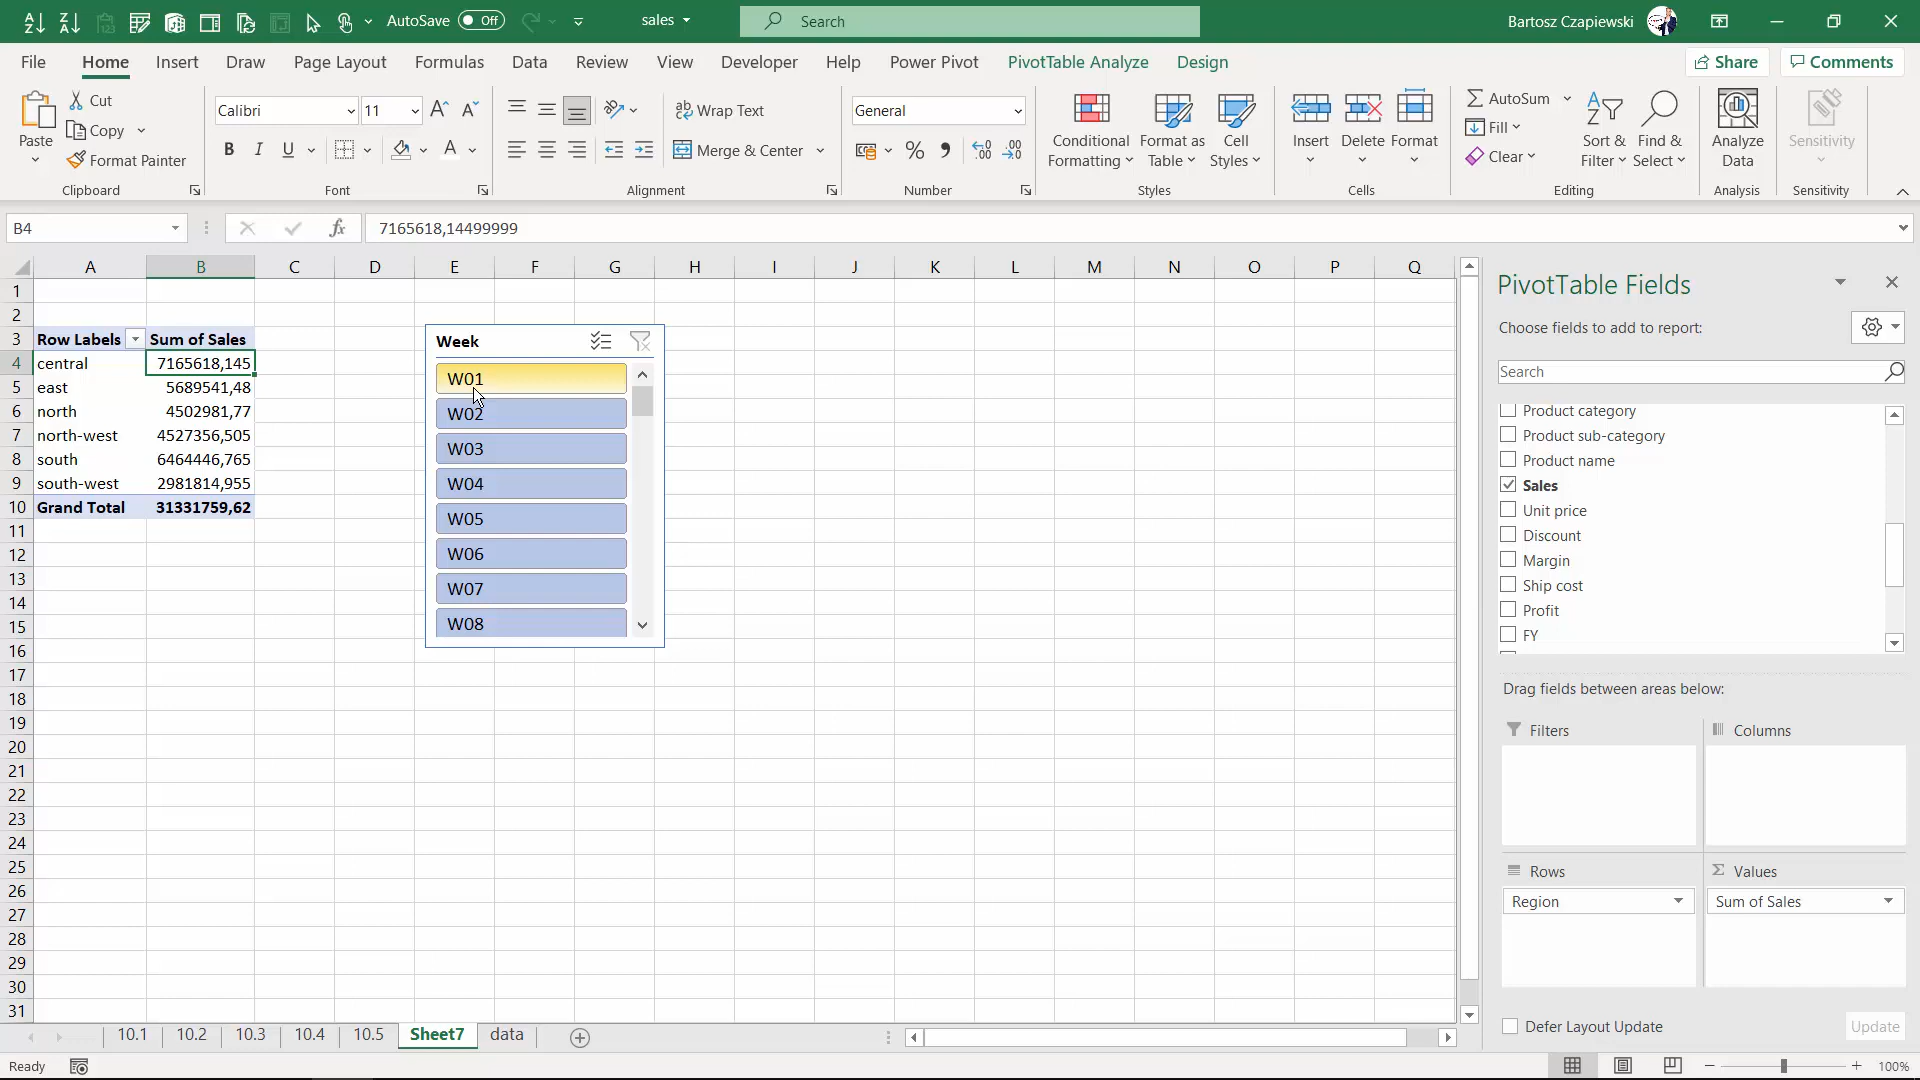 AutoSave Off sales Search Bartosz Czapiewski
File Home Insert Draw Page Layout Formulas Data Review View Developer Help Power Pivot PivotTable Analyze Design Share Comments
Paste
Cut
Copy
Format Painter
Clipboard
Calibri 11
B I U A
Font
Wrap Text
Merge & Center
Alignment
General
% 9
Number
Conditional Formatting
Format as Table
Cell Styles
Styles
Insert Delete Format
Cells
AutoSum
Fill
Clear
Sort & Filter
Find & Select
Editing
Analyze Data
Analysis
Sensitivity
Sensitivity
B4 fx 7165618,14499999
A B C D E F G H I J K L M N O P Q
1
2
3 Row Labels Sum of Sales
4 central 7165618,145
5 east 5689541,48
6 north 4502981,77
7 north-west 4527356,505
8 south 6464446,765
9 south-west 2981814,955
10 Grand Total 31331759,62
11
12
13
14
15
16
17
18
19
20
21
22
23
24
25
26
27
28
29
30
31
Week
W01
W02
W03
W04
W05
W06
W07
W08
PivotTable Fields
Choose fields to add to report:
Search
Product category
Product sub-category
Product name
Sales
Unit price
Discount
Margin
Ship cost
Profit
FY
Drag fields between areas below:
Filters Columns
Rows Values
Region Sum of Sales
Defer Layout Update Update
10.1 10.2 10.3 10.4 10.5 Sheet7 data
Ready 100%